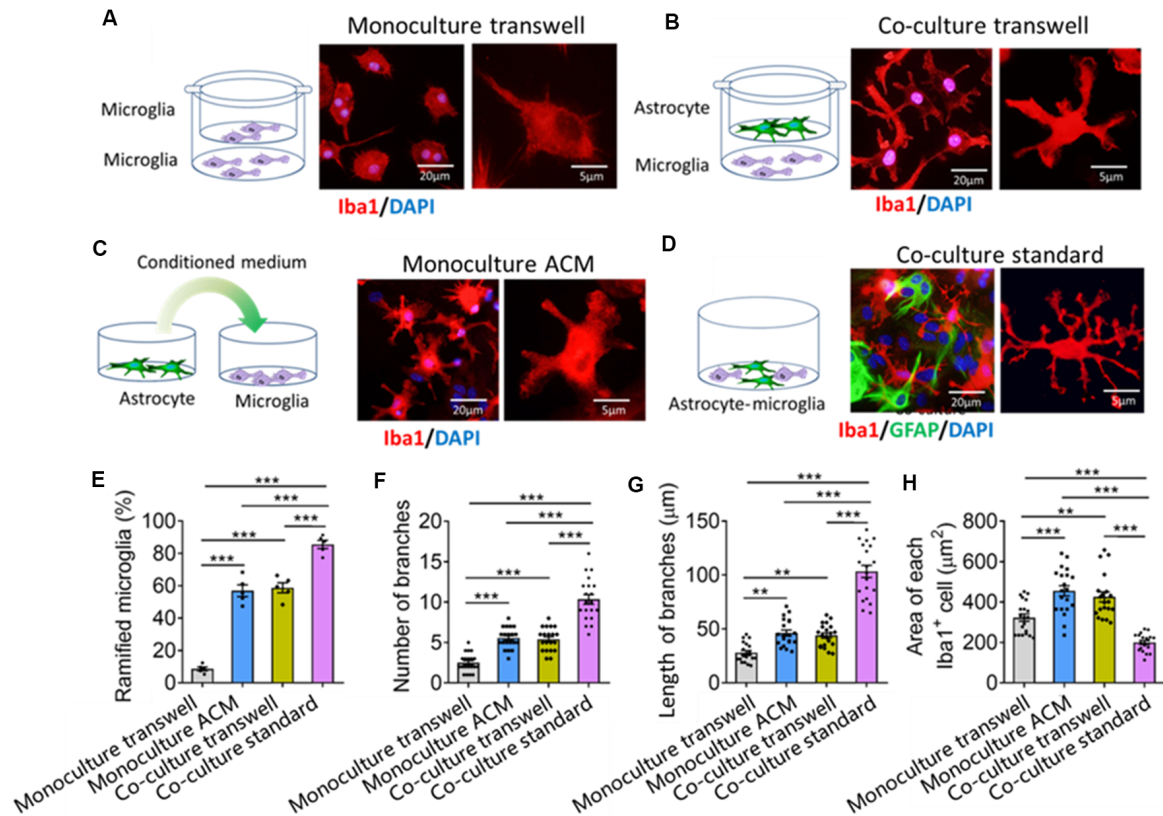 A
Monoculture transwell
Microglia
Microglia
20μm
5μm
Iba1/DAPI
B
Co-culture transwell
Astrocyte
Microglia
20μm
5μm
Iba1/DAPI
C
Conditioned medium
Monoculture ACM
Astrocyte
Microglia
20μm
5μm
Iba1/DAPI
D
Co-culture standard
Astrocyte-microglia
20μm
5μm
Iba1/GFAP/DAPI
E
Ramified microglia (%)
100
80
60
40
20
0
***
***
***
***
***
Monoculture transwell
Monoculture ACM
Co-culture transwell
Co-culture standard
F
Number of branches
20
15
10
5
0
***
***
***
***
***
Monoculture transwell
Monoculture ACM
Co-culture transwell
Co-culture standard
G
Length of branches (μm)
150
100
50
0
***
***
***
**
**
Monoculture transwell
Monoculture ACM
Co-culture transwell
Co-culture standard
H
Area of each
Iba1+ cell (μm2)
800
600
400
200
0
***
***
**
***
***
Monoculture transwell
Monoculture ACM
Co-culture transwell
Co-culture standard